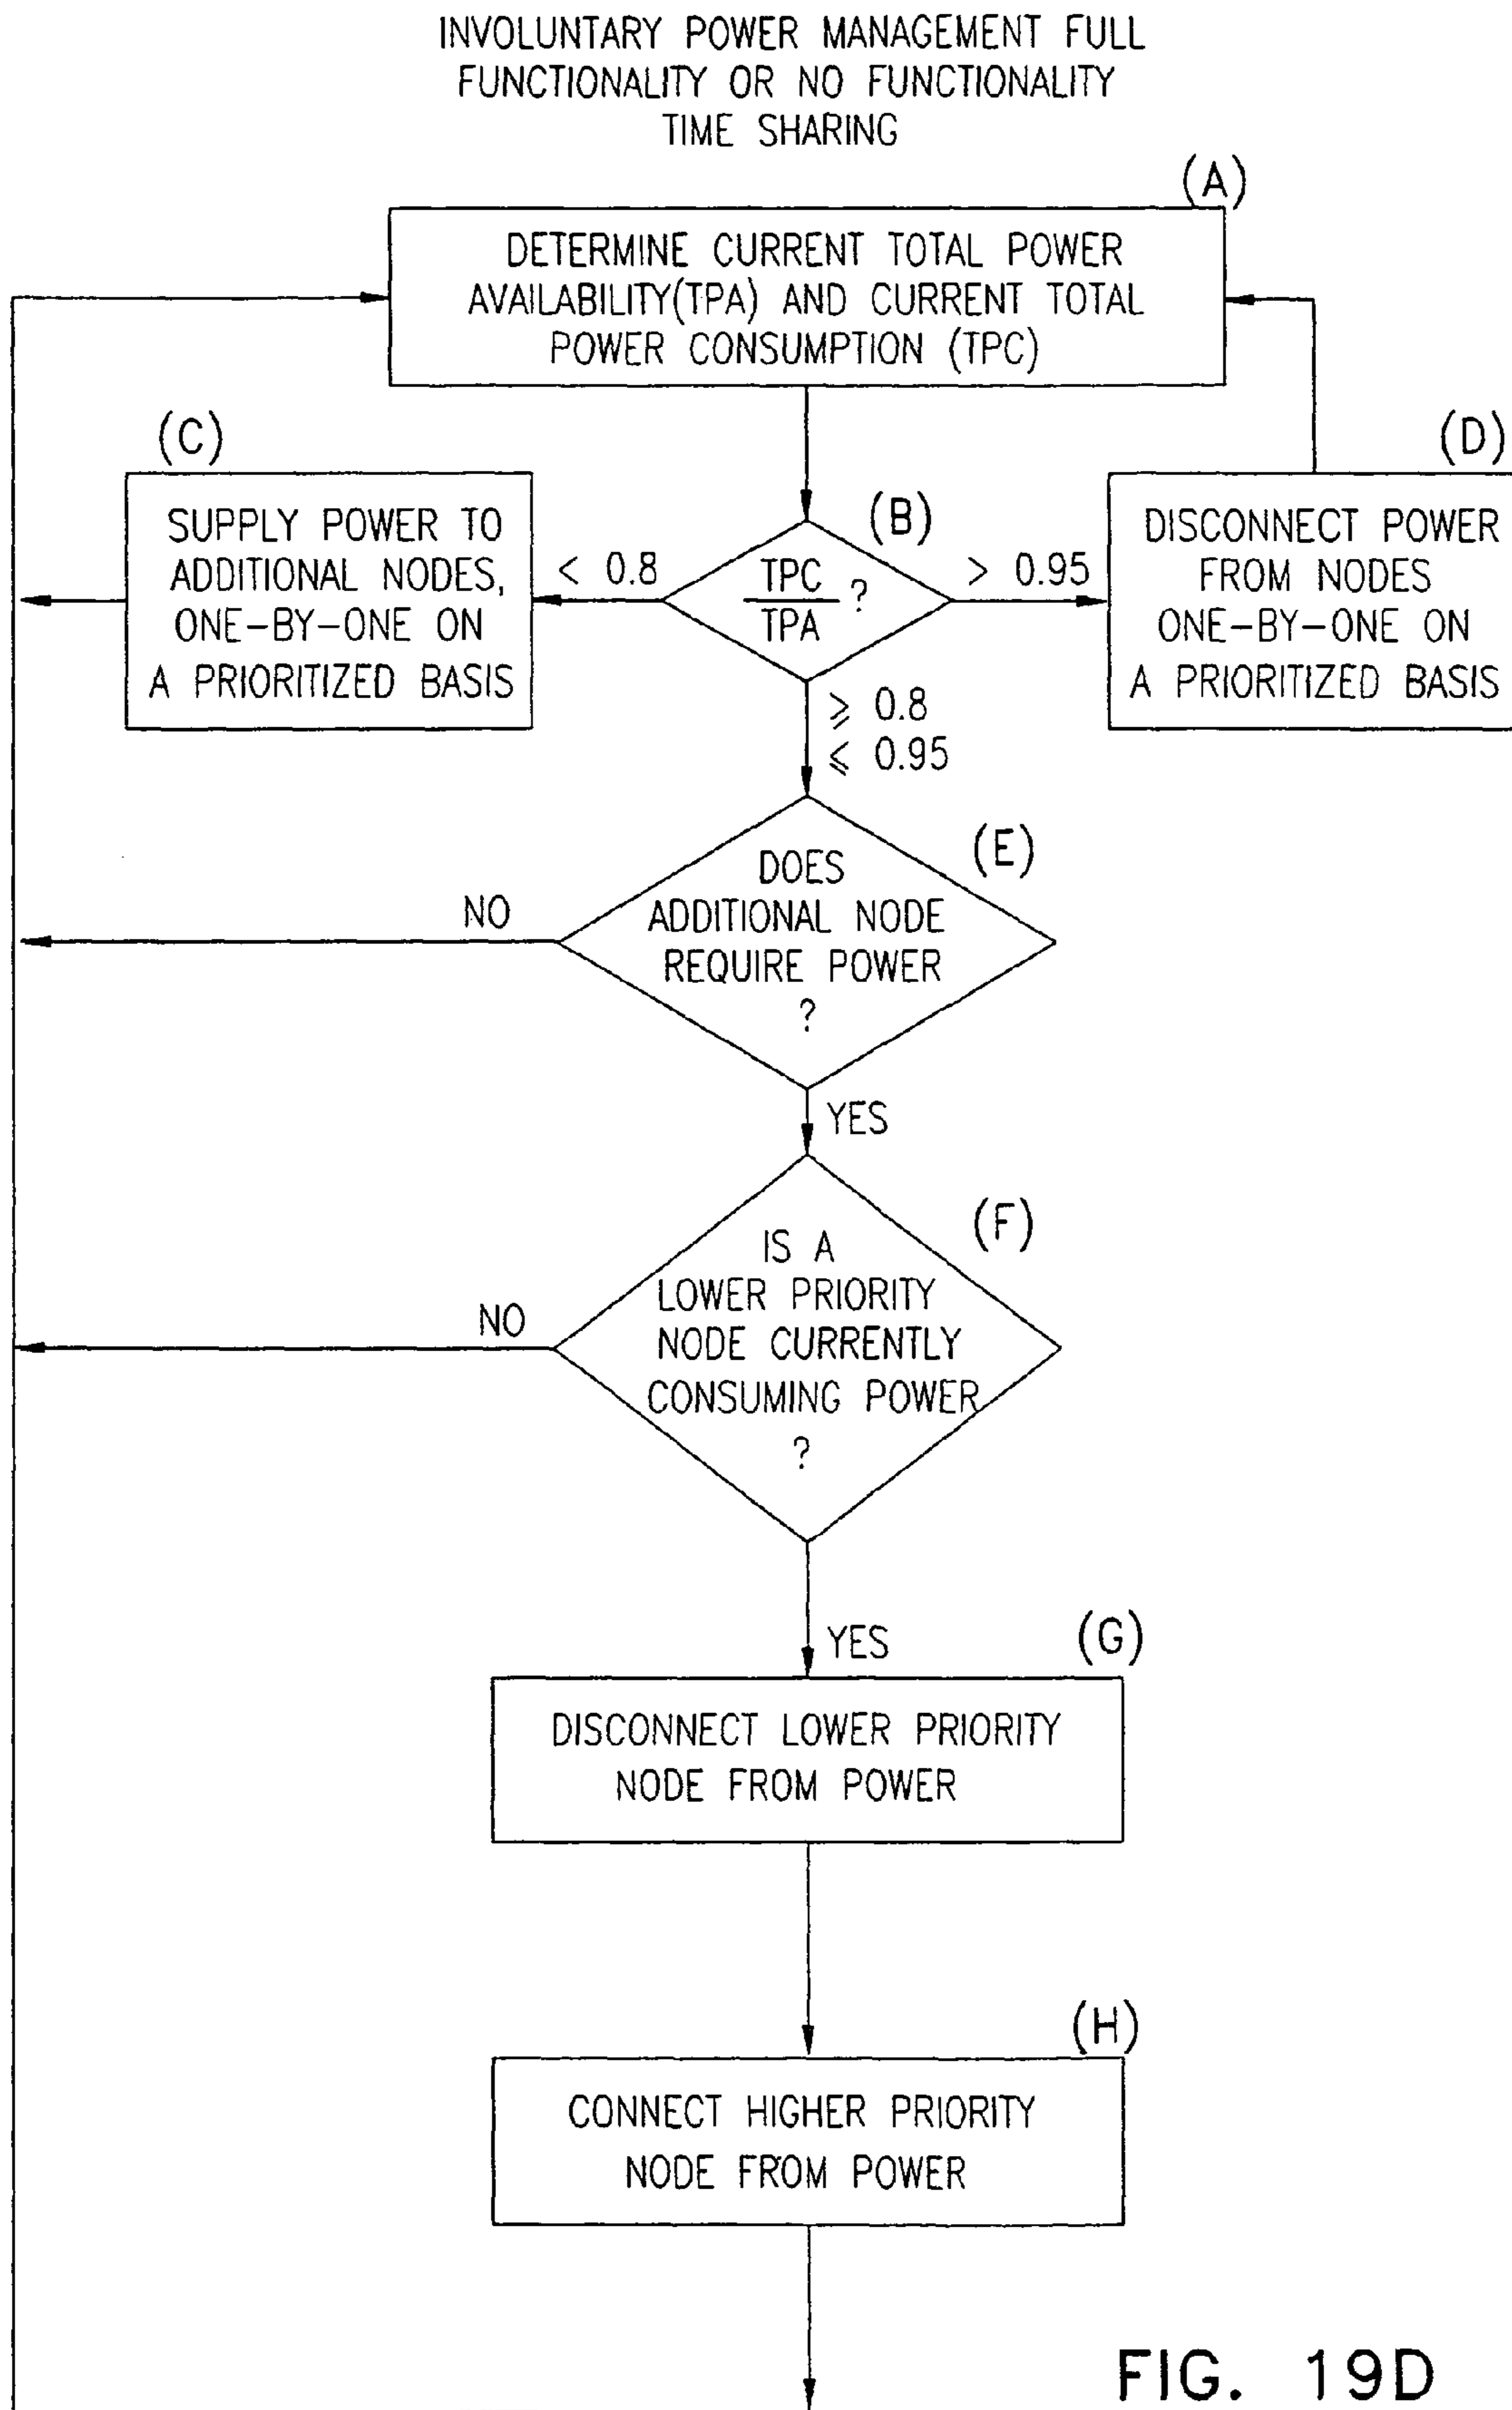 INVOLUNTARY POWER MANAGEMENT FULL
FUNCTIONALITY OR NO FUNCTIONALITY
TIME SHARING
(A)
DETERMINE CURRENT TOTAL POWER
AVAILABILITY(TPA) AND CURRENT TOTAL
POWER CONSUMPTION (TPC)
(C)
SUPPLY POWER TO
ADDITIONAL NODES,
ONE-BY-ONE ON
A PRIORITIZED BASIS
< 0.8
(B)
TPC
TPA
?
> 0.95
(D)
DISCONNECT POWER
FROM NODES
ONE-BY-ONE ON
A PRIORITIZED BASIS
⩾ 0.8
⩽ 0.95
(E)
DOES
ADDITIONAL NODE
REQUIRE POWER
?
NO
YES
(F)
IS A
LOWER PRIORITY
NODE CURRENTLY
CONSUMING POWER
?
NO
YES
(G)
DISCONNECT LOWER PRIORITY
NODE FROM POWER
(H)
CONNECT HIGHER PRIORITY
NODE FROM POWER
FIG. 19D